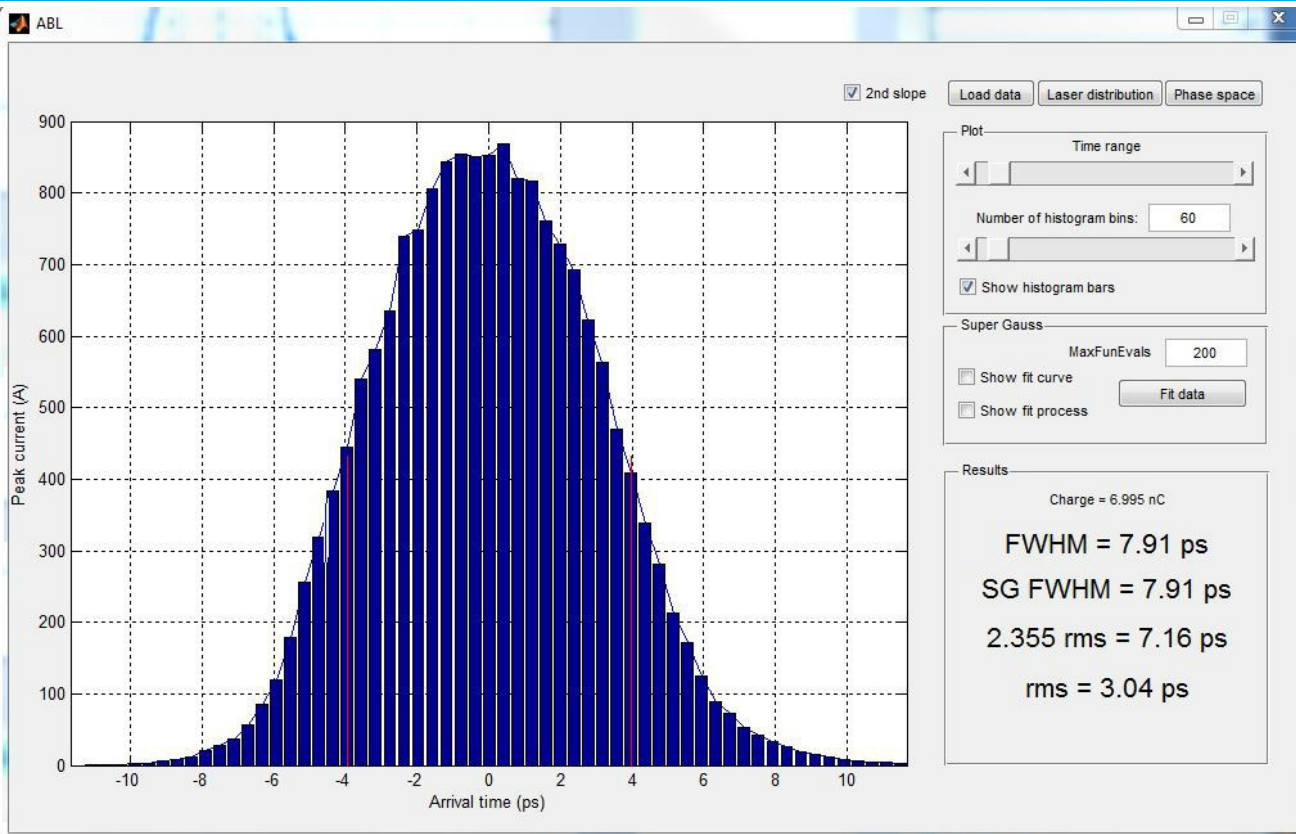 ABL
2nd slope
Load data
Laser distribution
Phase space
Plot
Time range
Number of histogram bins:
60
Show histogram bars
Super Gauss
MaxFunEvals
200
Show fit curve
Fit data
Show fit process
Results
Charge = 6.995 nC
FWHM = 7.91 ps
SG FWHM = 7.91 ps
2.355 rms = 7.16 ps
rms = 3.04 ps
Peak current (A)
900
800
700
600
500
400
300
200
100
0
-10
-8
-6
-4
-2
0
2
4
6
8
10
Arrival time (ps)